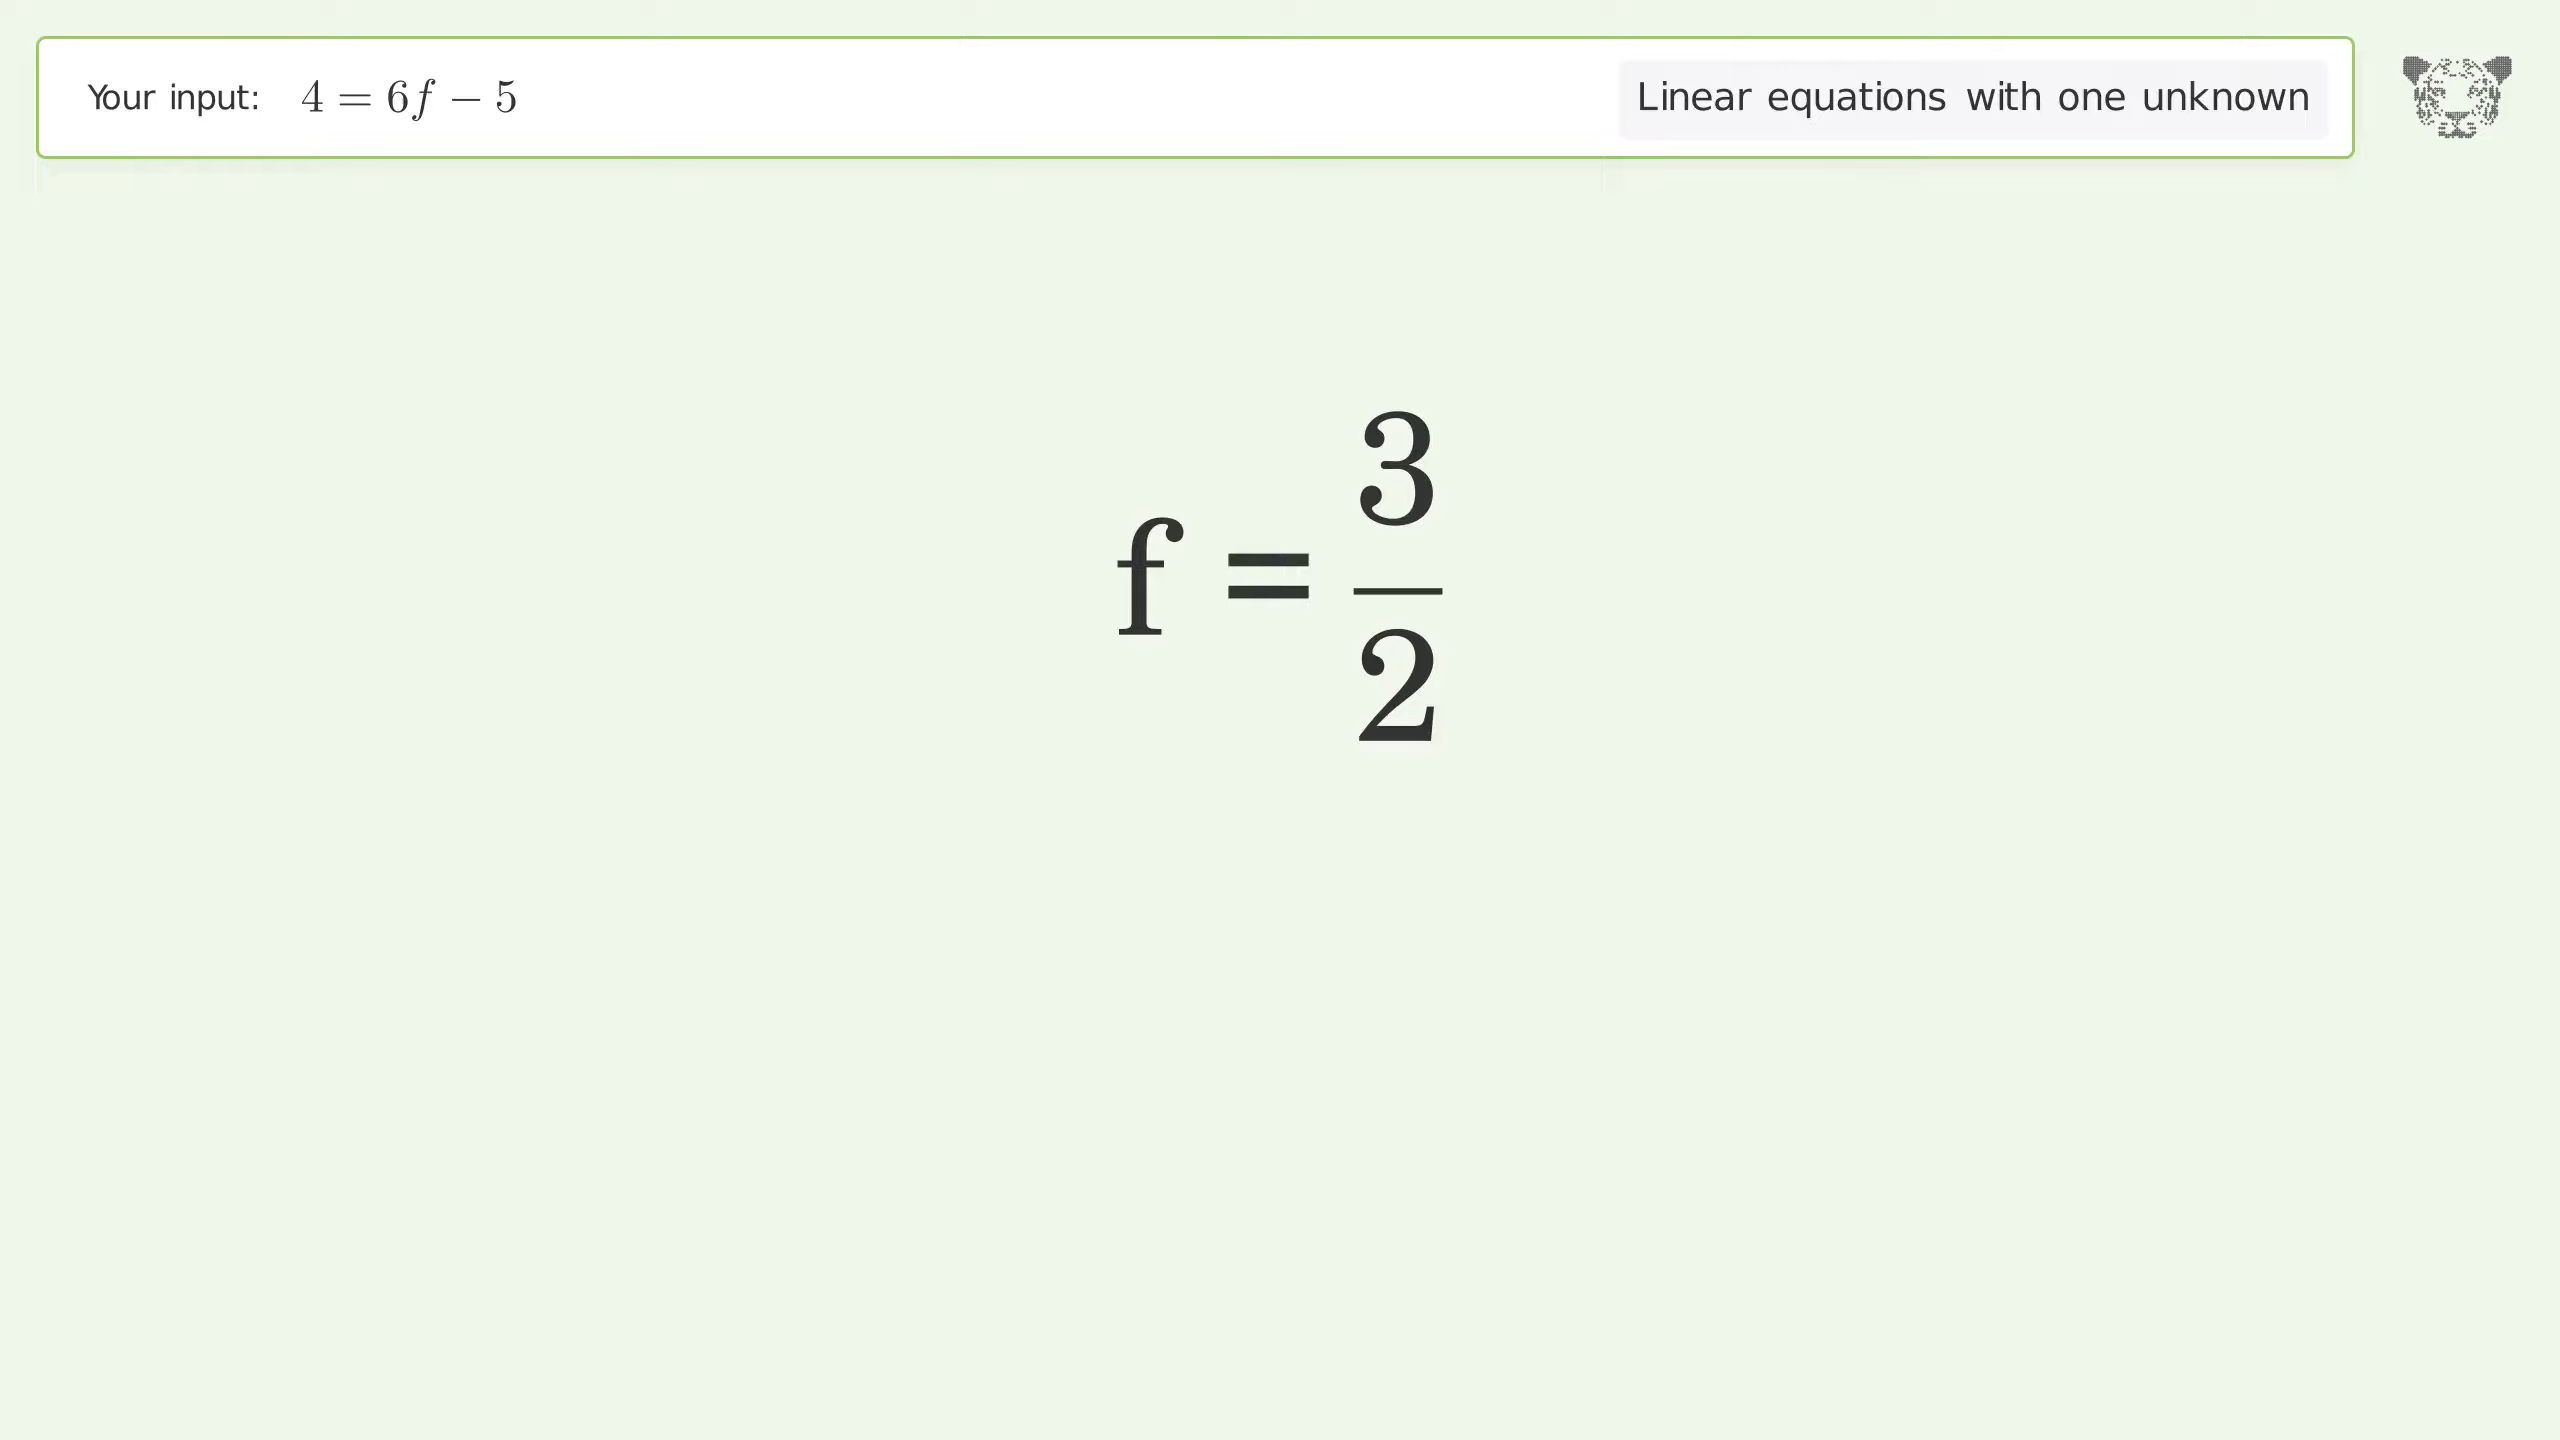 Your input: 4 = 6f − 5
Linear equations with one unknown
f = 3/2